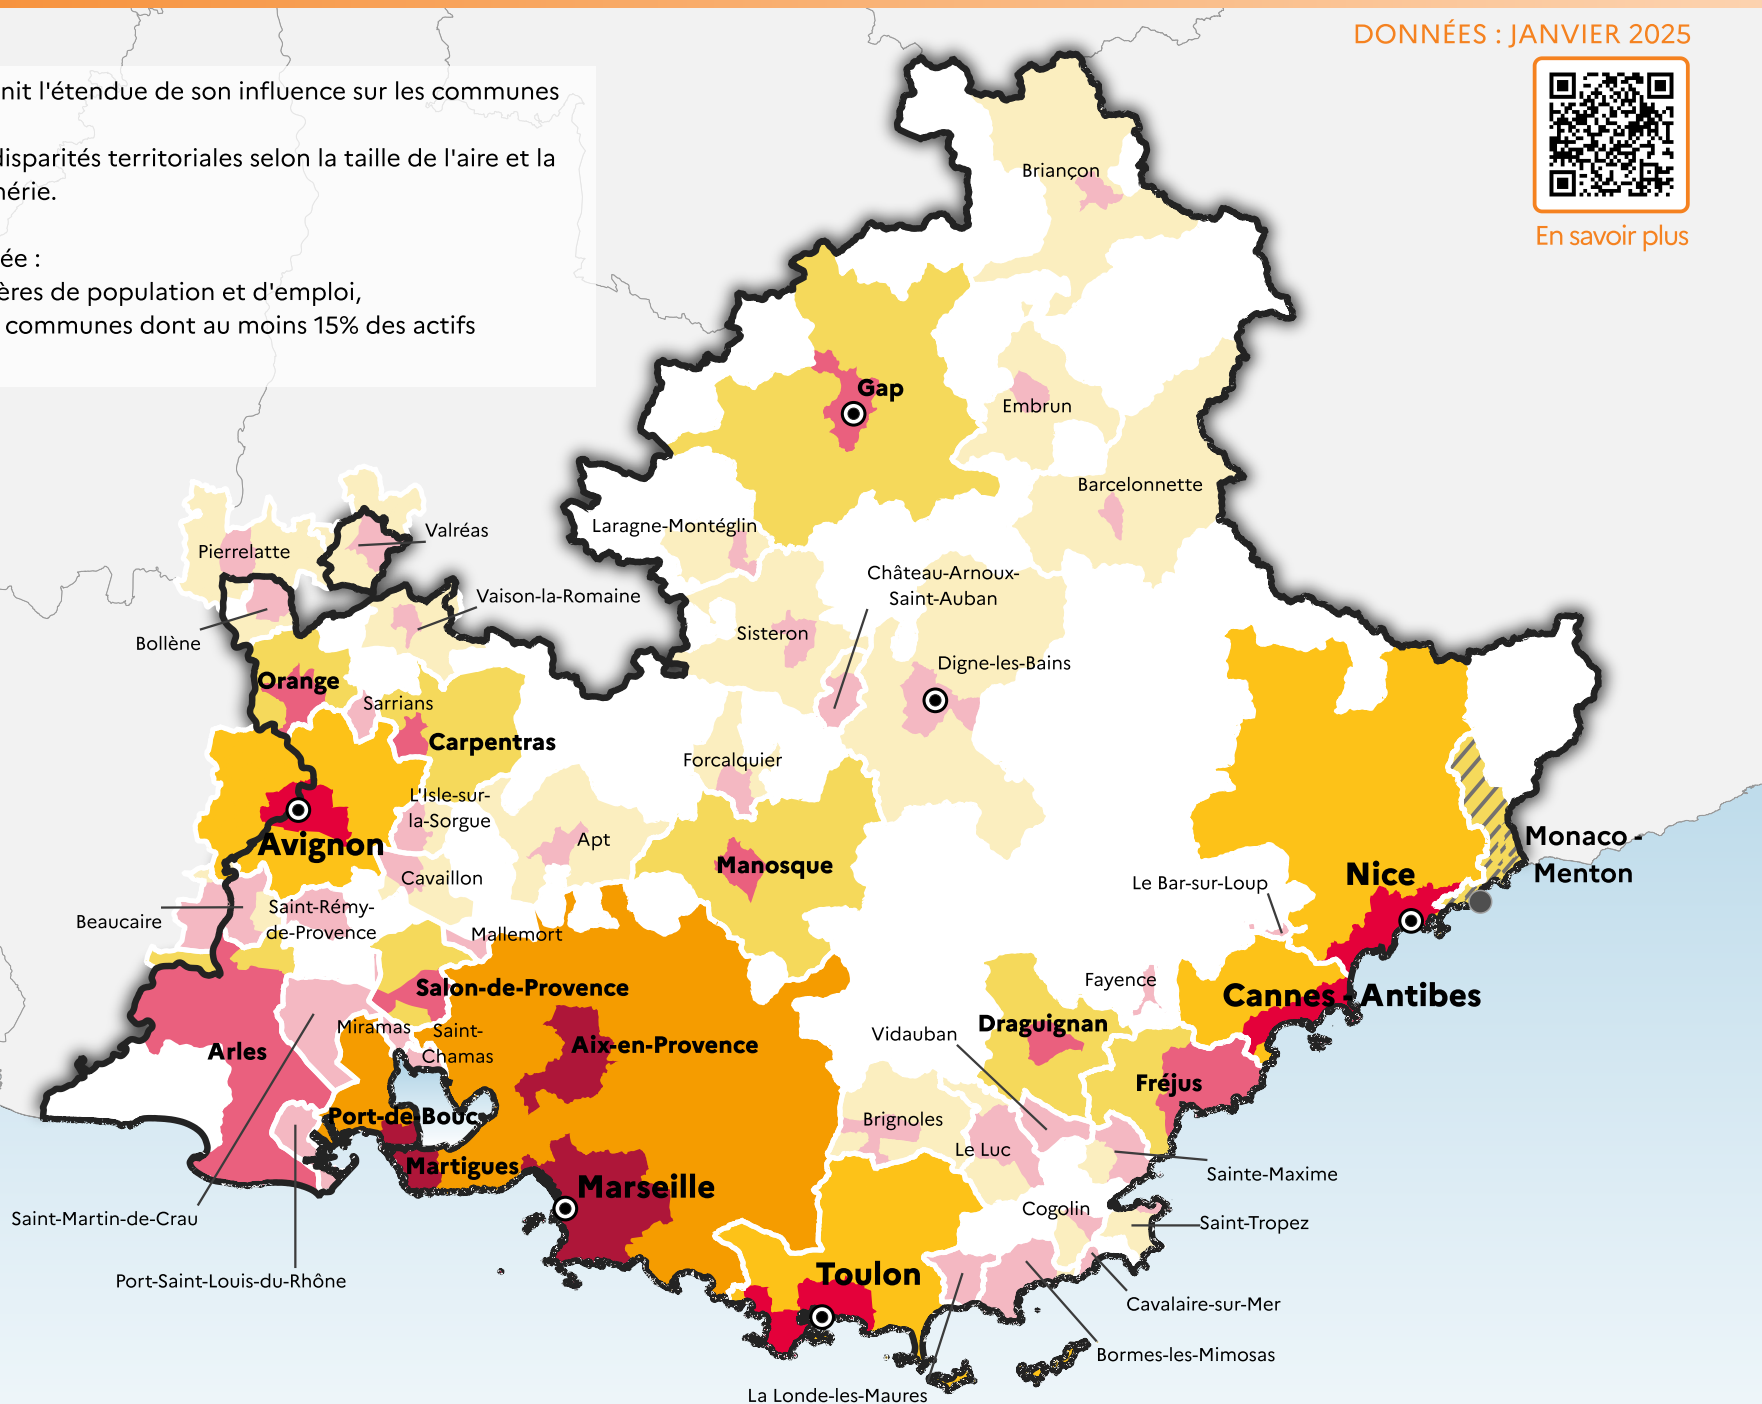 DONNÉES : JANVIER 2025
En savoir plus
nit l'étendue de son influence sur les communes
disparités territoriales selon la taille de l'aire et la
érie.
ée :
ères de population et d'emploi,
communes dont au moins 15% des actifs
Briançon
Gap
Embrun
Barcelonnette
Laragne-Montéglin
Valréas
Pierrelatte
Château-Arnoux-
Saint-Auban
Vaison-la-Romaine
Bollène
Sisteron
Digne-les-Bains
Orange
Sarrians
Carpentras
Forcalquier
L'Isle-sur-
la-Sorgue
Avignon
Apt
Manosque
Monaco -
Menton
Nice
Cavaillon
Le Bar-sur-Loup
Beaucaire
Saint-Rémy-
de-Provence
Mallemort
Fayence
Salon-de-Provence
Cannes - Antibes
Miramas
Saint-
Chamas
Vidauban
Draguignan
Arles
Aix-en-Provence
Fréjus
Port-de-Bouc
Brignoles
Le Luc
Martigues
Sainte-Maxime
Marseille
Cogolin
Saint-Tropez
Saint-Martin-de-Crau
Port-Saint-Louis-du-Rhône
Toulon
Cavalaire-sur-Mer
Bormes-les-Mimosas
La Londe-les-Maures